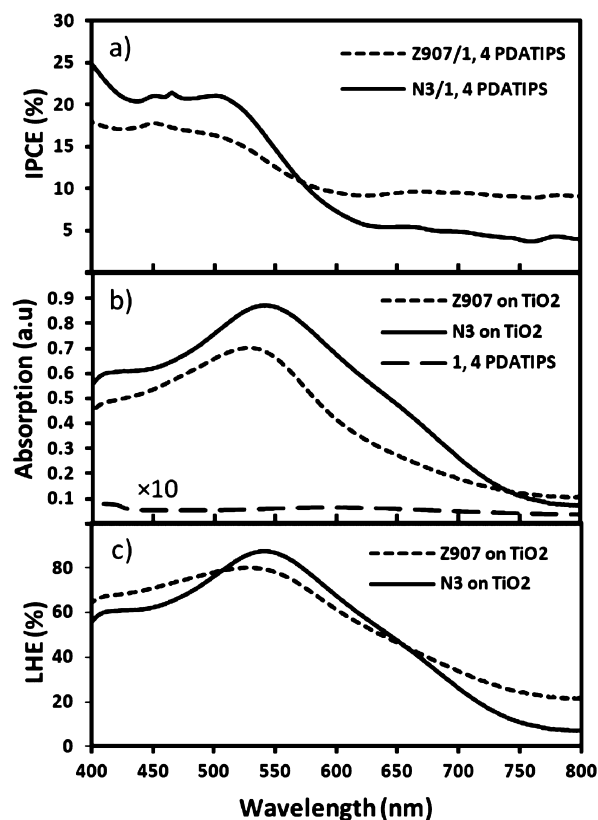 a)
Z907/1, 4 PDATIPS
N3/1, 4 PDATIPS
IPCE (%)
30
25
20
15
10
5
b)
Z907 on TiO2
N3 on TiO2
1, 4 PDATIPS
×10
Absorption (a.u)
0.9
0.8
0.7
0.6
0.5
0.4
0.3
0.2
0.1
c)
Z907 on TiO2
N3 on TiO2
LHE (%)
80
60
40
20
0
400 450 500 550 600 650 700 750 800
Wavelength (nm)